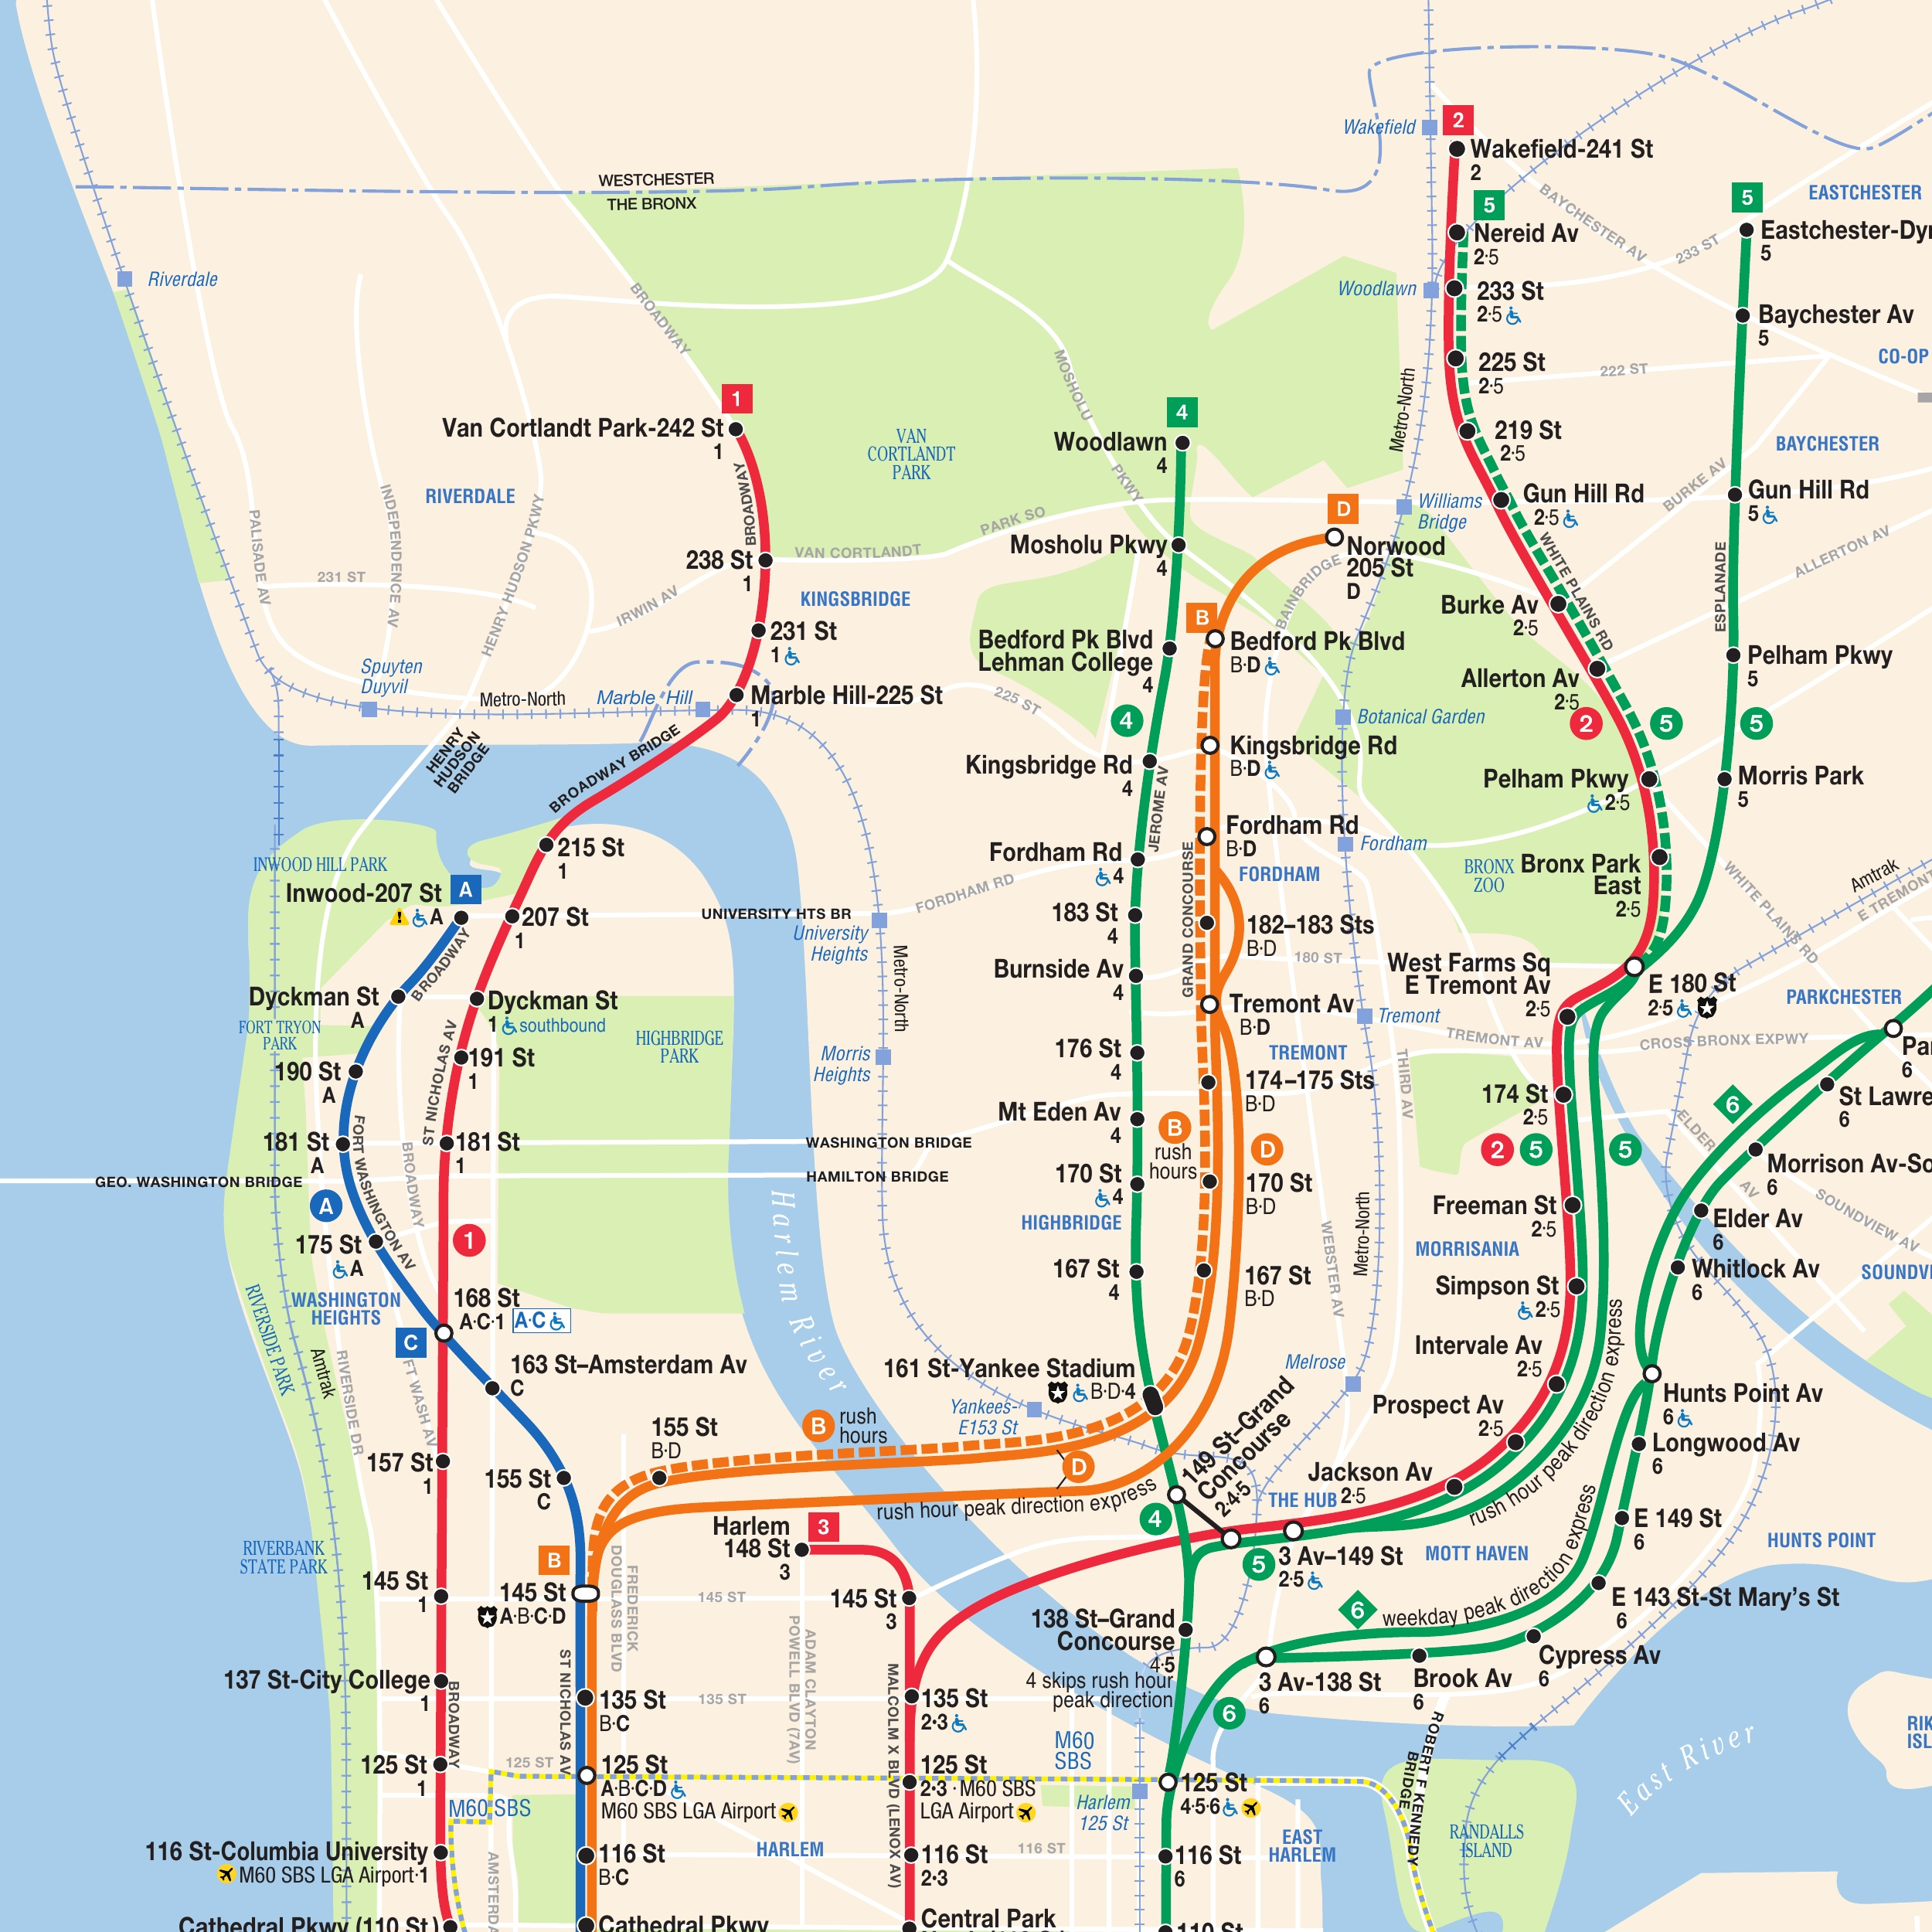 WESTCHESTER
THE BRONX
Wakefield
2
Wakefield-241 St
2
5
Nereid Av
2·5
Woodlawn
233 St
2·5
225 St
2·5
219 St
2·5
Gun Hill Rd
2·5
Burke Av
2·5
Allerton Av
2·5
2
5
5
Pelham Pkwy
2·5
Bronx Park
East
2·5
E 180 St
2·5
West Farms Sq
E Tremont Av
2·5
174 St
2·5
2
5
5
Freeman St
2·5
MORRISANIA
Simpson St
2·5
Intervale Av
2·5
Prospect Av
2·5
Jackson Av
2·5
rush hour peak direction express
THE HUB
3 Av–149 St
2·5
MOTT HAVEN
149 St–Grand
Concourse
2·4·5
5
EASTCHESTER
5
Baychester Av
5
BAYCHESTER
Gun Hill Rd
5
ESPLANADE
Pelham Pkwy
5
Morris Park
5
BAYCHESTER AV
233 ST
222 ST
BURKE AV
ALLERTON AV
WHITE PLAINS RD
WHITE PLAINS RD
Amtrak
PARKCHESTER
TREMONT AV
CROSS BRONX EXPWY
6
6
6
6
Morrison Av-So
6
Elder Av
6
Whitlock Av
6
ELDER
AV
SOUNDVIEW AV
Hunts Point Av
6
Longwood Av
6
E 149 St
6
HUNTS POINT
E 143 St-St Mary's St
6
Cypress Av
6
Brook Av
6
3 Av-138 St
6
6
weekday peak direction express
6
Riverdale
BROADWAY
1
Van Cortlandt Park-242 St
1
VAN
CORTLANDT
PARK
RIVERDALE
BROADWAY
238 St
1
VAN CORTLANDT
PARK SO
KINGSBRIDGE
231 St
1
PALISADE AV
INDEPENDENCE AV
HENRY HUDSON PKWY
231 ST
IRWIN AV
Spuyten
Duyvil
Metro-North
Marble Hill
Marble Hill-225 St
1
225 ST
HENRY
HUDSON
BRIDGE
BROADWAY BRIDGE
215 St
1
INWOOD HILL PARK
Inwood-207 St
A
A
207 St
1
BROADWAY
UNIVERSITY HTS BR
FORDHAM RD
University
Heights
Metro-North
Dyckman St
A
Dyckman St
1
southbound
FORT TRYON
PARK
HIGHBRIDGE
PARK
190 St
A
191 St
1
Morris
Heights
ST NICHOLAS AV
181 St
A
181 St
1
WASHINGTON BRIDGE
HAMILTON BRIDGE
GEO. WASHINGTON BRIDGE
FORT WASHINGTON AV
BROADWAY
A
1
175 St
A
WASHINGTON
HEIGHTS
168 St
A·C·1
A·C
C
RIVERSIDE PARK
Amtrak
RIVERSIDE DR
FT WASH AV
163 St–Amsterdam Av
C
157 St
1
155 St
C
155 St
B·D
B
rush
hours
Harlem River
RIVERBANK
STATE PARK
145 St
1
B
145 St
A·B·C·D
137 St-City College
1
BROADWAY
ST NICHOLAS AV
FREDERICK
DOUGLASS BLVD
135 St
B·C
125 St
1
125 ST
125 St
A·B·C·D
M60 SBS LGA Airport
M60 SBS
116 St-Columbia University
M60 SBS LGA Airport·1
116 St
B·C
Cathedral Pkwy (110 St)
Cathedral Pkwy
HARLEM
Harlem
148 St
3
3
145 ST
145 St
3
ADAM CLAYTON
POWELL BLVD (7AV)
135 ST
MALCOLM X BLVD (LENOX AV)
135 St
2·3
125 St
2·3 · M60 SBS
LGA Airport
116 St
2·3
116 ST
Central Park
MOSHOLU
PKWY
4
Woodlawn
4
Mosholu Pkwy
4
Bedford Pk Blvd
Lehman College
4
4
Kingsbridge Rd
4
JEROME AV
Fordham Rd
4
183 St
4
Burnside Av
4
176 St
4
Mt Eden Av
4
170 St
4
HIGHBRIDGE
167 St
4
161 St-Yankee Stadium
B·D·4
Yankees-
E153 St
D
rush hour peak direction express
4
138 St–Grand
Concourse
4·5
4 skips rush hour
peak direction
M60
SBS
Harlem
125 St
125 St
4·5·6
116 St
6
110 St
EAST
HARLEM
D
Norwood
205 St
D
BAINBRIDGE
B
Bedford Pk Blvd
B·D
Kingsbridge Rd
B·D
Fordham Rd
B·D
FORDHAM
GRAND CONCOURSE
182–183 Sts
B·D
180 ST
Tremont Av
B·D
TREMONT
174–175 Sts
B·D
B
rush
hours
D
170 St
B·D
167 St
B·D
Metro-North
Williams
Bridge
Botanical Garden
Fordham
BRONX
ZOO
Tremont
THIRD AV
WEBSTER AV
Metro-North
Melrose
ROBERT F KENNEDY
BRIDGE
RANDALLS
ISLAND
East River